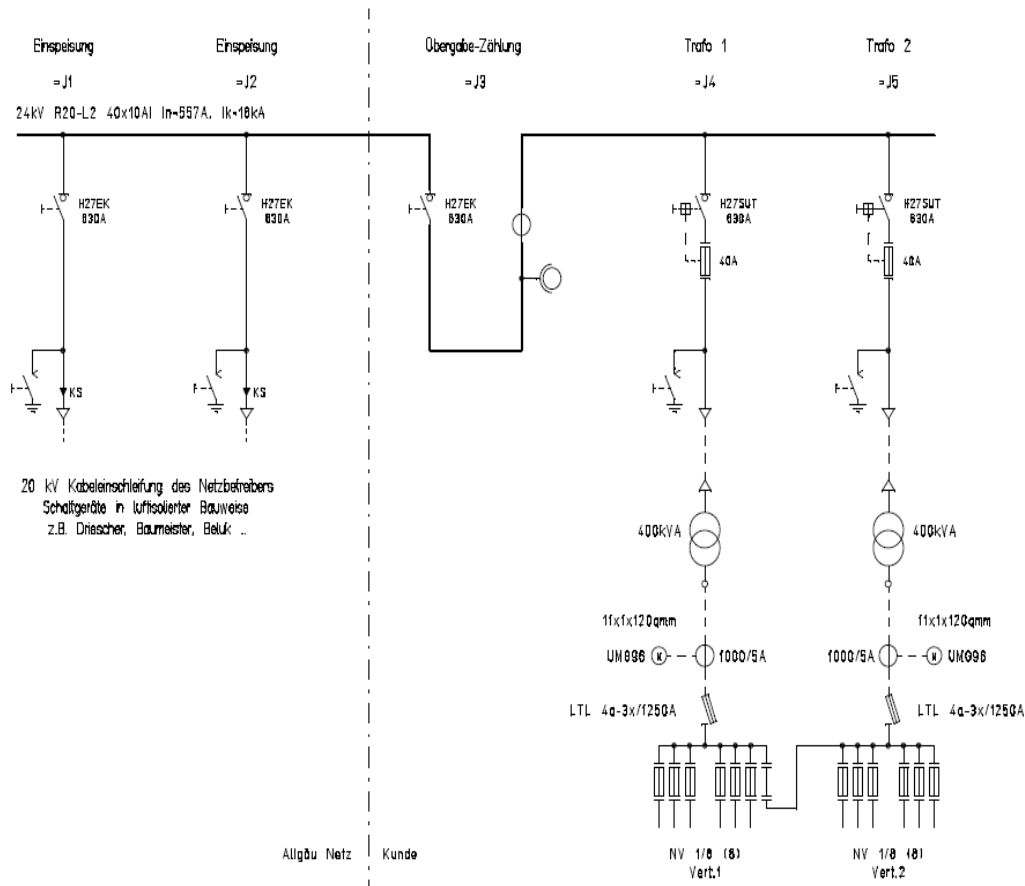 Einspeisung
Einspeisung
Übergabe-Zählung
Trafo 1
Trafo 2
=J1
=J2
=J3
=J4
=J5
24kV R20-L2 40x10Al In=557A, Ik=16kA
H27EK
630A
H27EK
630A
H27EK
630A
H27SUT
630A
H27SUT
630A
40A
40A
KS
KS
20 kV Kabeleinschleifung des Netzbetreibers
Schaltgeräte in luftisolierter Bauweise
z.B. Driescher, Baumeister, Beluk ..
400kVA
400kVA
11x1x120qmm
11x1x120qmm
UMG96
1000/5A
1000/5A
UMG96
LTL 4a-3x/1250A
LTL 4a-3x/1250A
Allgäu Netz
Kunde
NV 1/8 (8)
Vert.1
NV 1/8 (8)
Vert.2